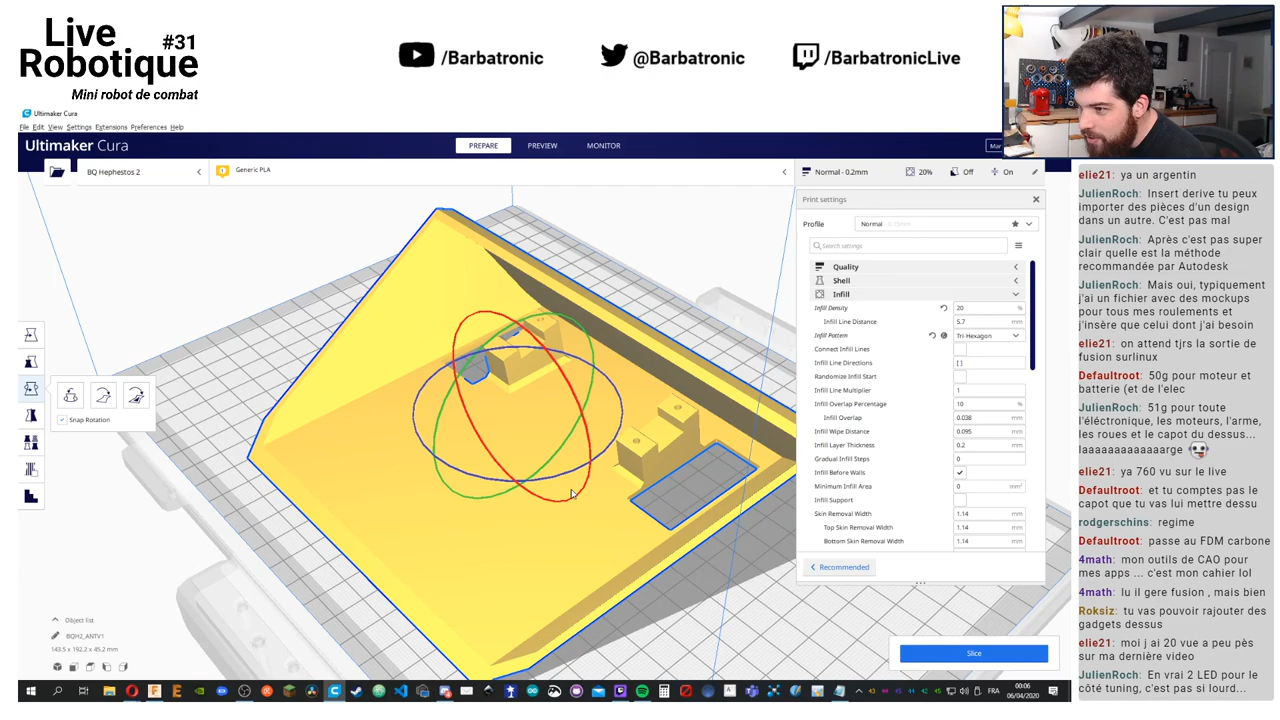 Live
Robotique
#31
Mini robot de combat
/Barbatronic
@Barbatronic
/BarbatronicLive
Ultimaker Cura
File Edit View Settings Extensions Preferences Help
Ultimaker Cura
PREPARE
PREVIEW
MONITOR
Mar
BQ Hephestos 2
Generic PLA
Normal - 0.2mm
20%
Off
On
Print settings
Profile
Normal
Search settings
Quality
Shell
Infill
Infill Density
20
%
Infill Line Distance
5.7
mm
Infill Pattern
Tri-Hexagon
Connect Infill Lines
Infill Line Directions
[ ]
Randomize Infill Start
Infill Line Multiplier
1
Infill Overlap Percentage
10
%
Infill Overlap
0.038
mm
Infill Wipe Distance
0.095
mm
Infill Layer Thickness
0.2
mm
Gradual Infill Steps
0
Infill Before Walls
Minimum Infill Area
0
mm²
Infill Support
Skin Removal Width
1.14
mm
Top Skin Removal Width
1.14
mm
Bottom Skin Removal Width
1.14
mm
Recommended
Snap Rotation
Object list
BQH2_ANTV1
143.5 x 192.2 x 45.2 mm
Slice
elie21: ya un argentin
JulienRoch: Insert derive tu peux
importer des pièces d'un design
dans un autre. C'est pas mal
JulienRoch: Après c'est pas super
clair quelle est la méthode
recommandée par Autodesk
JulienRoch: Mais oui, typiquement
j'ai un fichier avec des mockups
pour tous mes roulements et
j'insère que celui dont j'ai besoin
elie21: on attend tjrs la sortie de
fusion surlinux
Defaultroot: 50g pour moteur et
batterie (et de l'elec
JulienRoch: 51g pour toute
l'éléctronique, les moteurs, l'arme,
les roues et le capot du dessus...
laaaaaaaaaaaarge
elie21: ya 760 vu sur le live
Defaultroot: et tu comptes pas le
capot que tu vas lui mettre dessu
rodgerschins: regime
Defaultroot: passe au FDM carbone
4math: mon outils de CAO pour
mes apps ... c'est mon cahier lol
4math: lu il gere fusion , mais bien
Roksiz: tu vas pouvoir rajouter des
gadgets dessus
elie21: moi j ai 20 vue a peu pès
sur ma dernière video
JulienRoch: En vrai 2 LED pour le
côté tuning, c'est pas si lourd...
FRA
00:06
06/04/2020